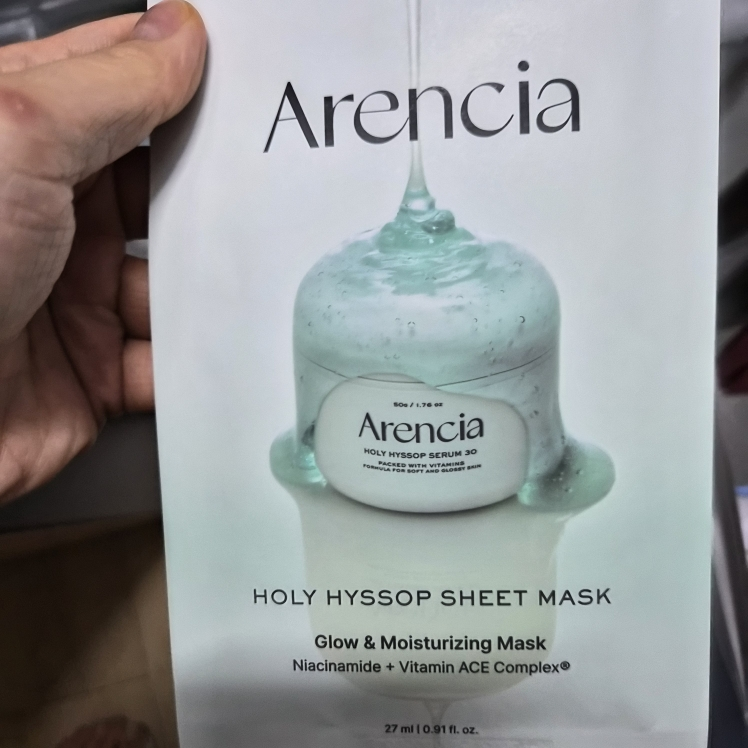 Arencia
50g / 1.76 oz
Arencia
HOLY HYSSOP SERUM 30
PACKED WITH VITAMINS
FORMULA FOR SOFT AND GLOSSY SKIN
HOLY HYSSOP SHEET MASK
Glow & Moisturizing Mask
Niacinamide + Vitamin ACE Complex®
27 ml | 0.91 fl. oz.